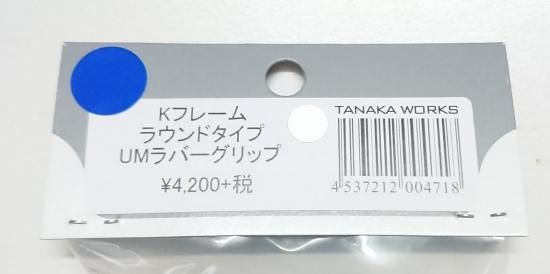 Kフレーム
ラウンドタイプ
UMラバーグリップ
¥4,200+税
TANAKA WORKS
4 537212 004718